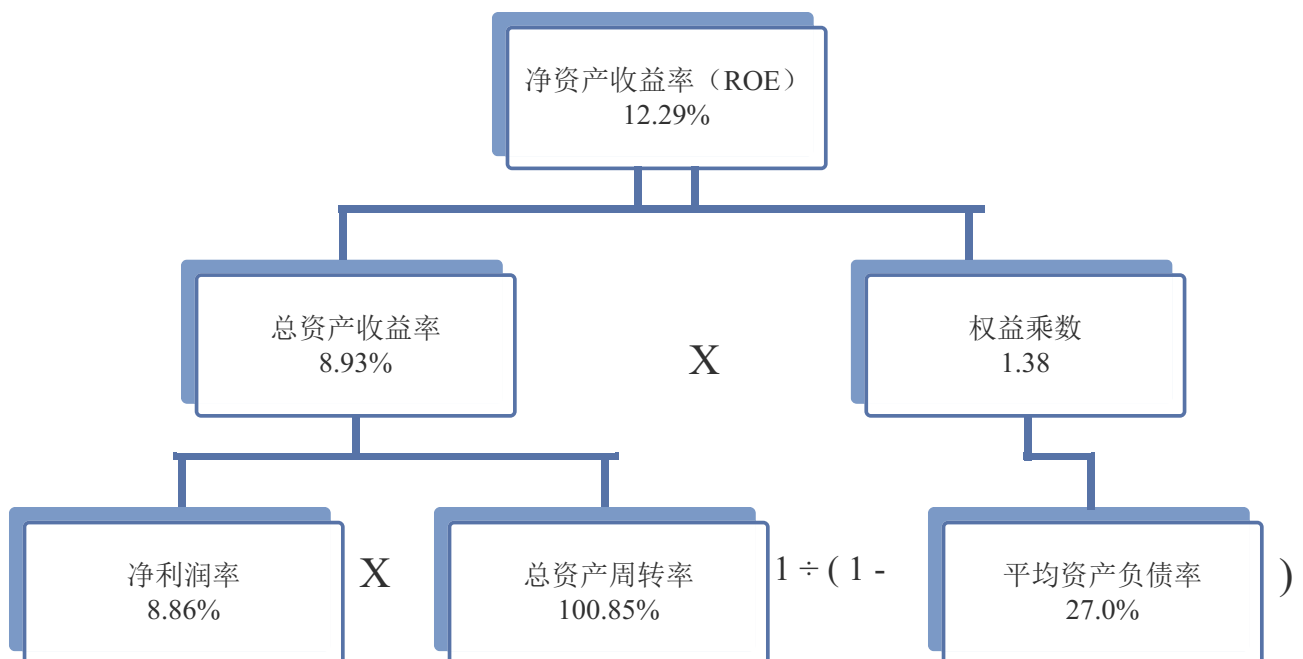 净资产收益率（ROE）
12.29%
总资产收益率
8.93%
X
权益乘数
1.38
净利润率
8.86%
X
总资产周转率
100.85%
1 ÷ ( 1 -
平均资产负债率
27.0%
)